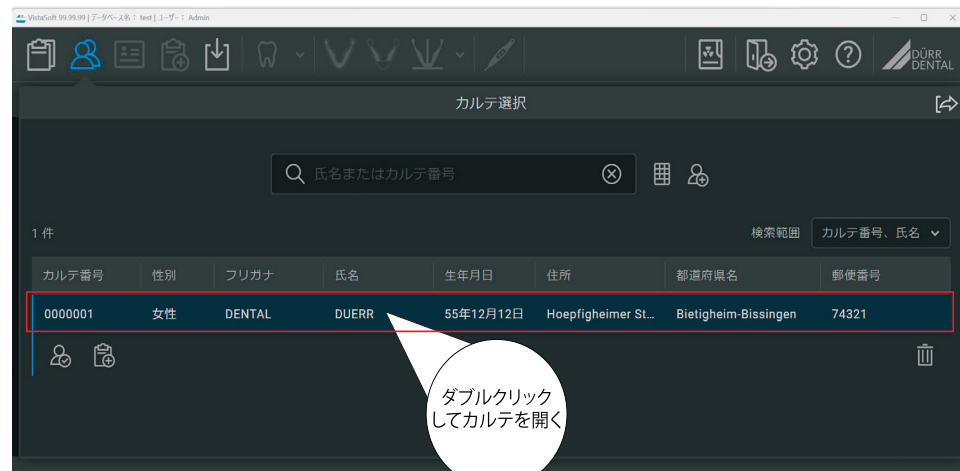 VistaSoft 99.99.99 | データベース名： test | ユーザー： Admin
DÜRR
DENTAL
カルテ選択
氏名またはカルテ番号
1 件
検索範囲 カルテ番号、氏名
カルテ番号 性別 フリガナ 氏名 生年月日 住所 都道府県名 郵便番号
0000001 女性 DENTAL DUERR 55年12月12日 Hoepfigheimer St... Bietigheim-Bissingen 74321
ダブルクリック
してカルテを開く